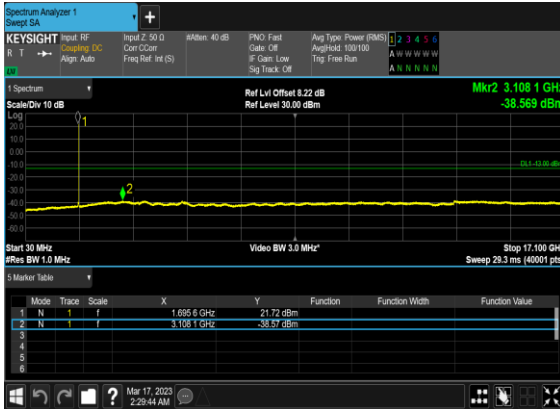 Spectrum Analyzer 1
Swept SA
+
KEYSIGHT Input: RF Input Z: 50 Ω #Atten: 40 dB PNO: Fast Avg Type: Power (RMS) 1 2 3 4 5 6
R T Coupling: DC Corr CCorr Gate: Off Avg|Hold: 100/100 A W W W W W
Align: Auto Freq Ref: Int (S) IF Gain: Low Trig: Free Run
Sig Track: Off A N N N N N
1 Spectrum Ref Lvl Offset 8.22 dB Mkr2 3.108 1 GHz
Scale/Div 10 dB Ref Level 30.00 dBm -38.569 dBm
Log
20.0 1
10.0
0.00
-10.0 DL1 -13.00 dBm
-20.0
-30.0 2
-40.0
-50.0
-60.0
Start 30 MHz Video BW 3.0 MHz* Stop 17.100 GHz
#Res BW 1.0 MHz Sweep 29.3 ms (40001 pts)
5 Marker Table
Mode Trace Scale X Y Function Function Width Function Value
1 N 1 f 1.695 6 GHz 21.72 dBm
2 N 1 f 3.108 1 GHz -38.57 dBm
3
4
5
6
? Mar 17, 2023
2:29:44 AM